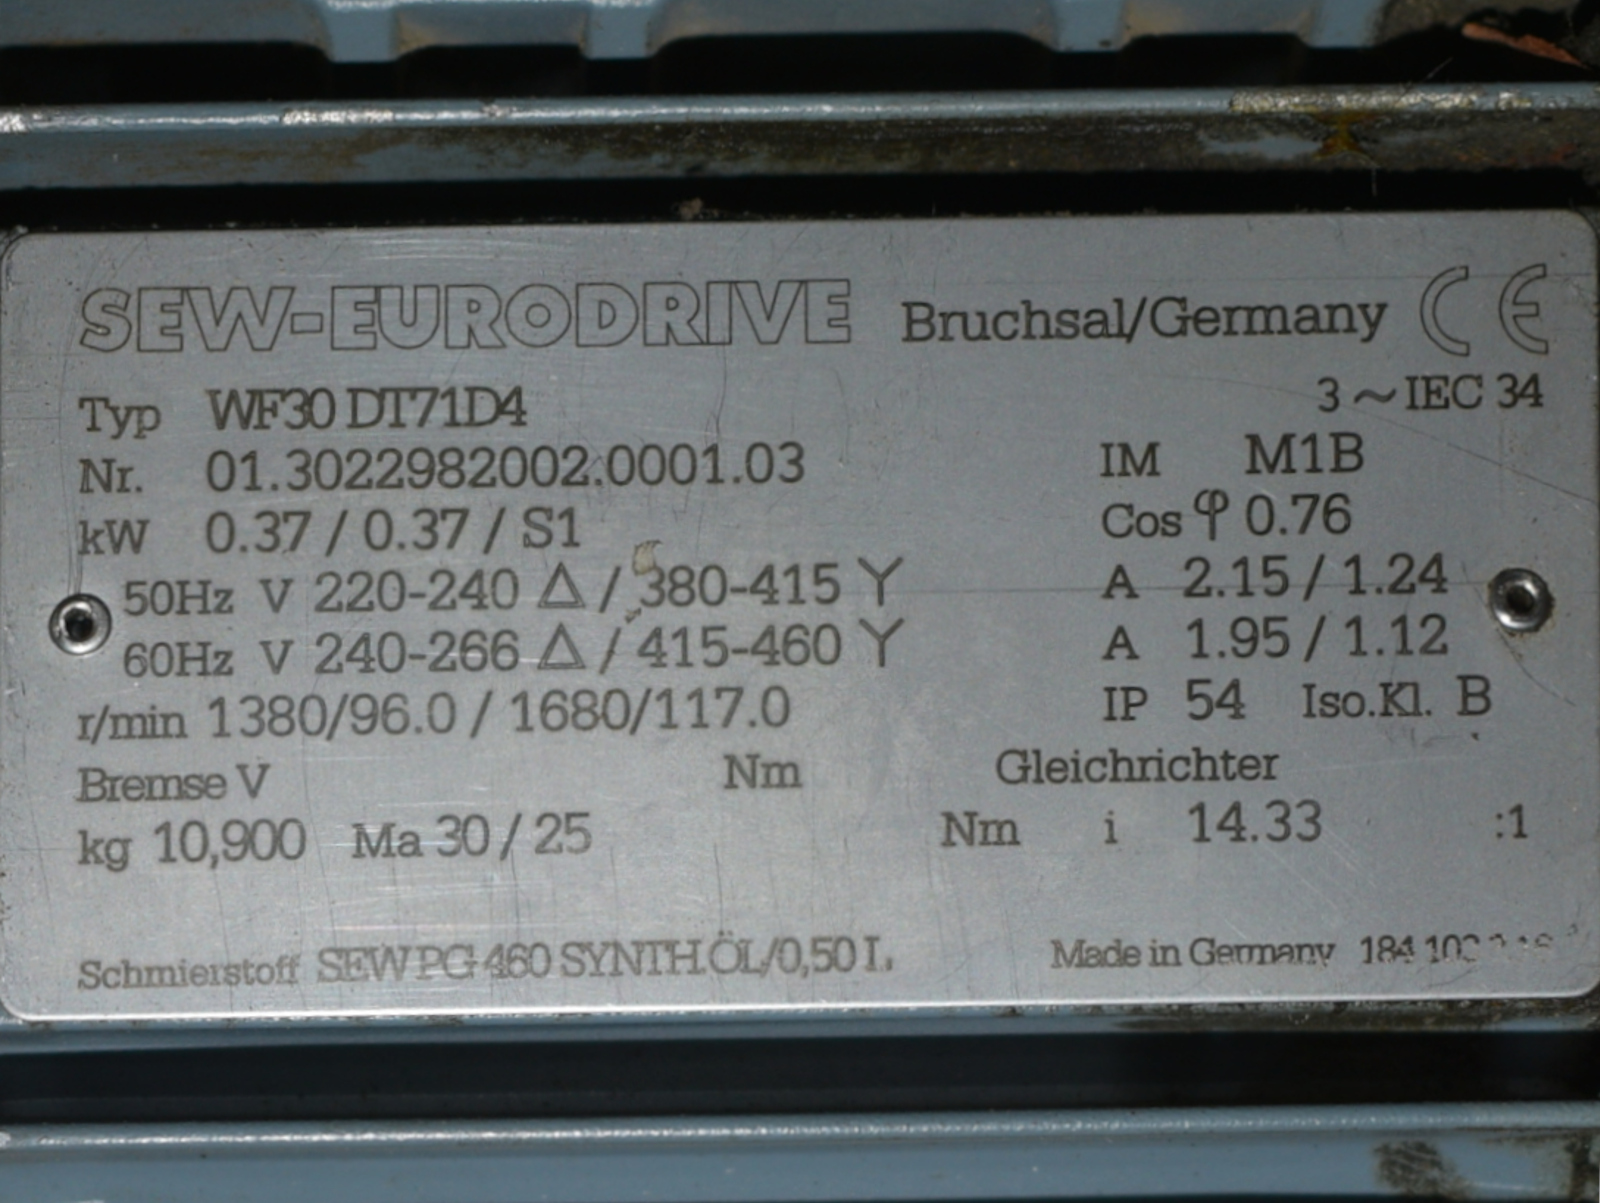 SEW-EURODRIVE Bruchsal/Germany CE
Typ WF30 DT71D4 3 ~ IEC 34
Nr. 01.3022982002.0001.03 IM M1B
kW 0.37 / 0.37 / S1 Cos φ 0.76
50Hz V 220-240 Δ / 380-415 Y A 2.15 / 1.24
60Hz V 240-266 Δ / 415-460 Y A 1.95 / 1.12
r/min 1380/96.0 / 1680/117.0 IP 54 Iso.Kl. B
Bremse V Nm Gleichrichter
kg 10,900 Ma 30 / 25 Nm i 14.33 :1
Schmierstoff SEW PG 460 SYNTH.ÖL/0,50 L Made in Germany 184